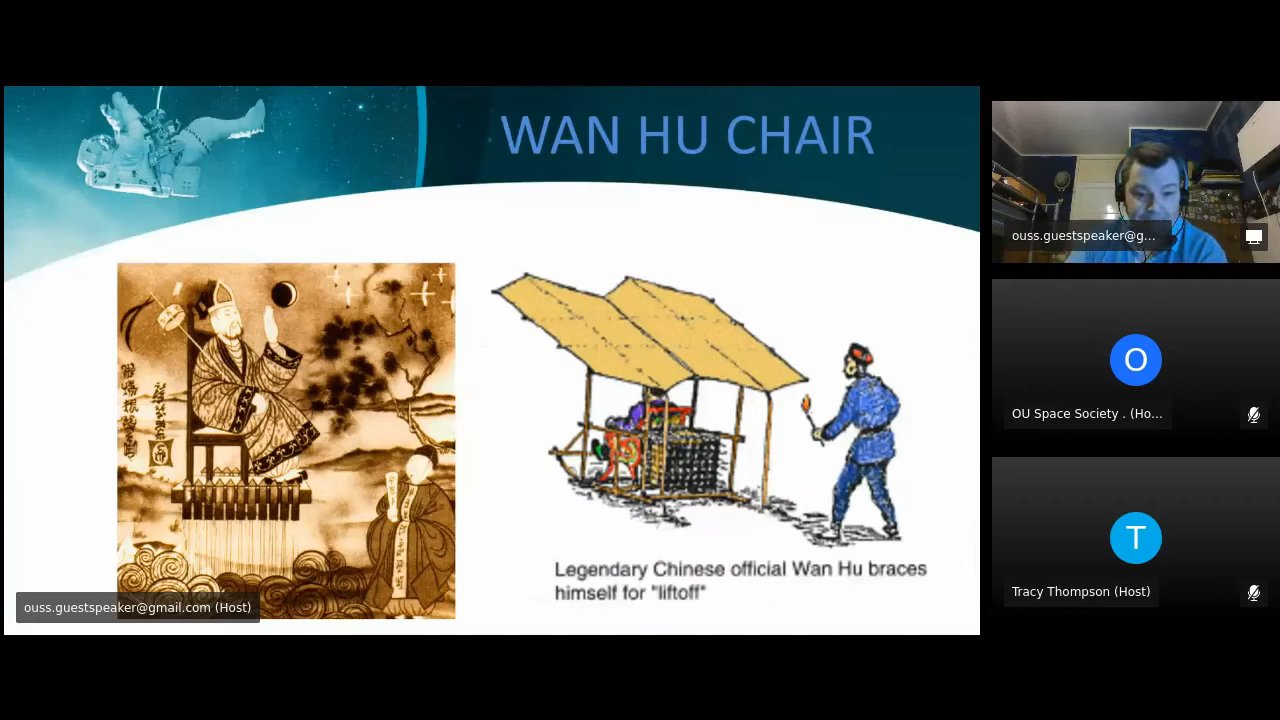 WAN HU CHAIR
Legendary Chinese official Wan Hu braces
himself for "liftoff"
ouss.guestspeaker@gmail.com (Host)
ouss.guestspeaker@g...
O
OU Space Society . (Ho...
T
Tracy Thompson (Host)